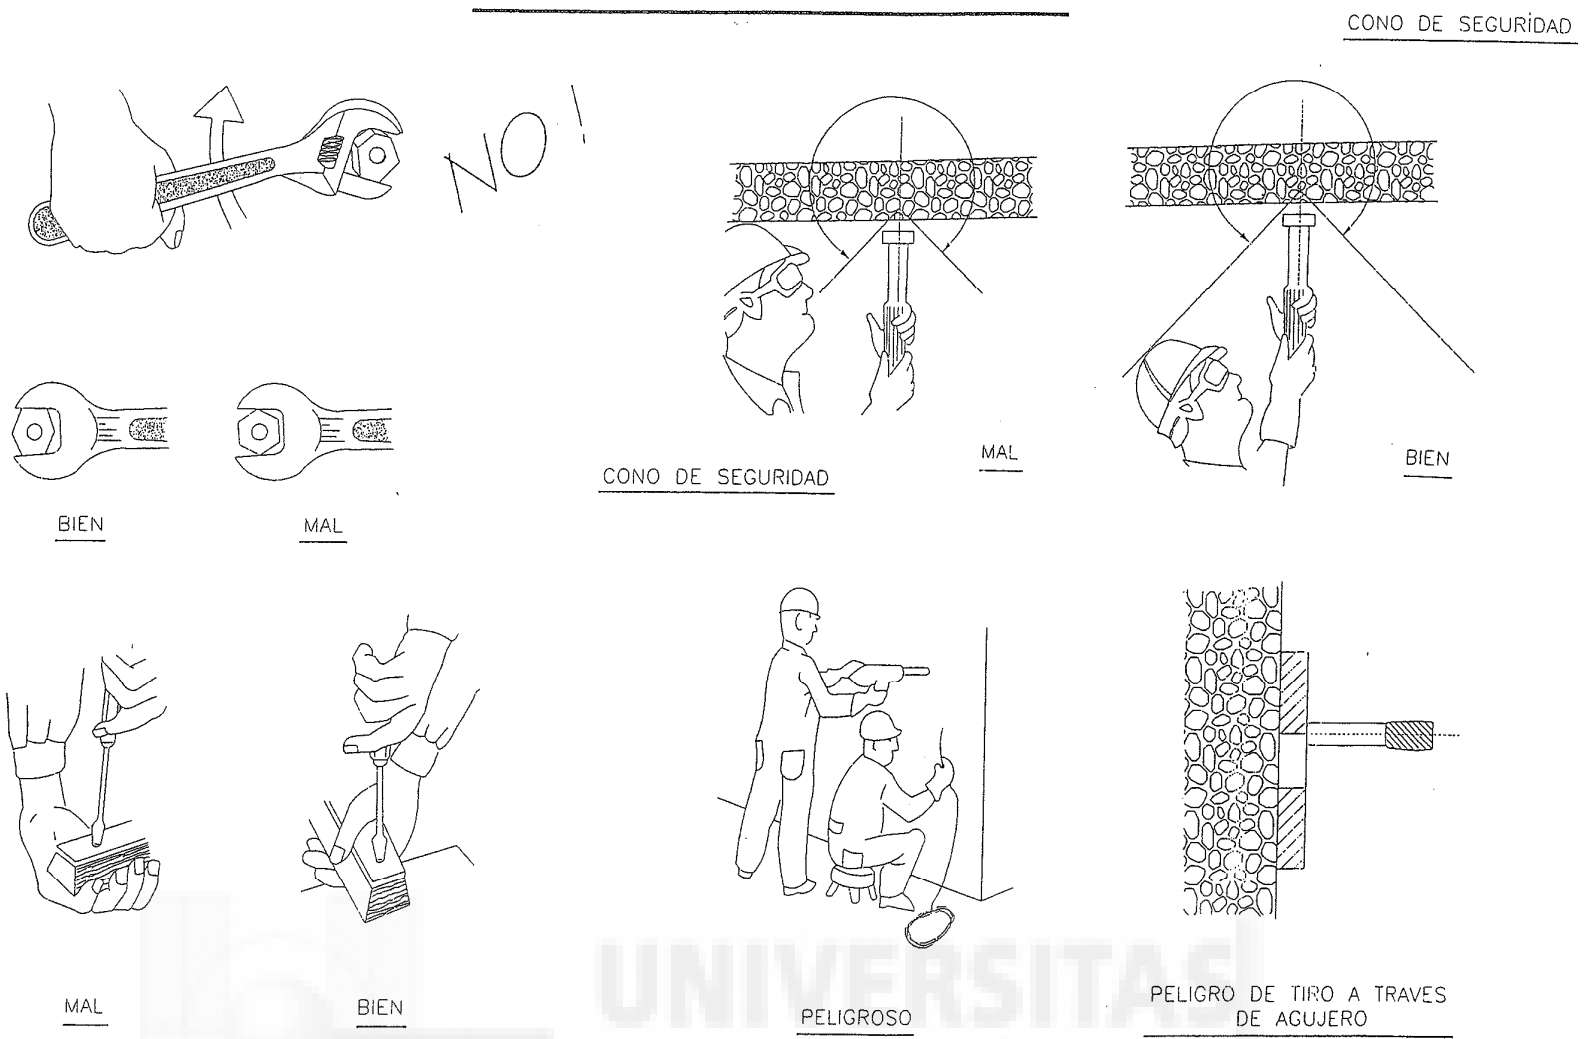 CONO DE SEGURIDAD
NO!
MAL
BIEN
CONO DE SEGURIDAD
BIEN
MAL
MAL
BIEN
PELIGROSO
PELIGRO DE TIRO A TRAVES
DE AGUJERO
UNIVERSITAS